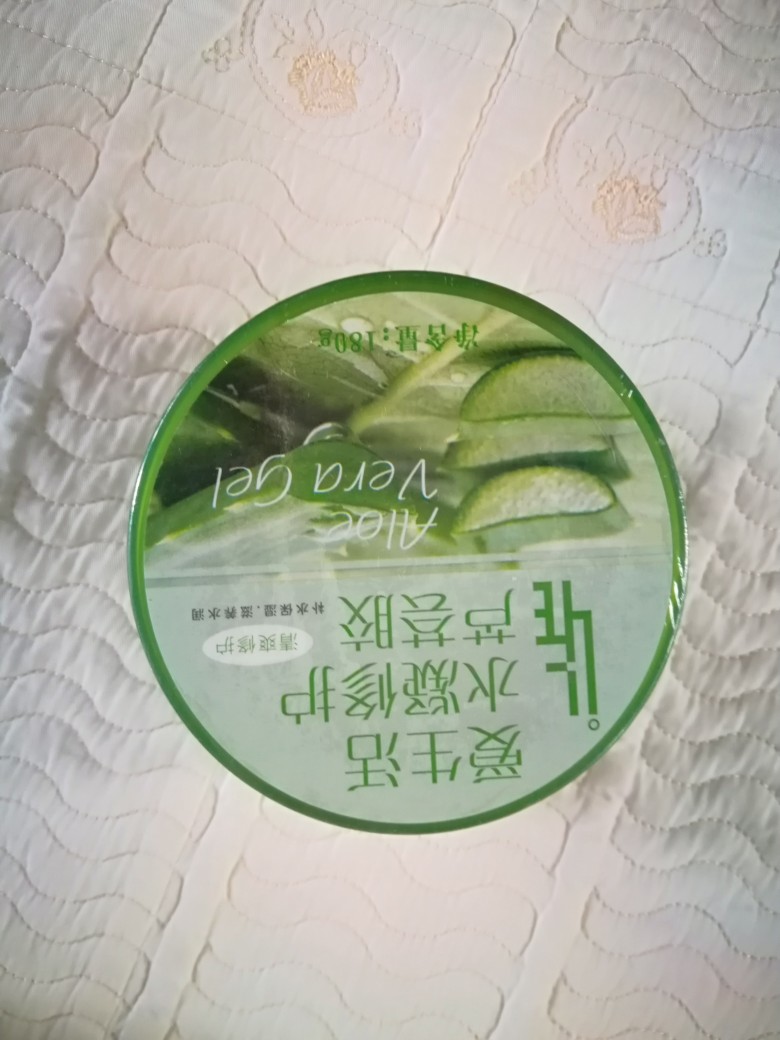 爱生活
水凝修护
芦荟胶
清爽修护
补水保湿.滋养水润
Aloe
Vera Gel
净含量:180g